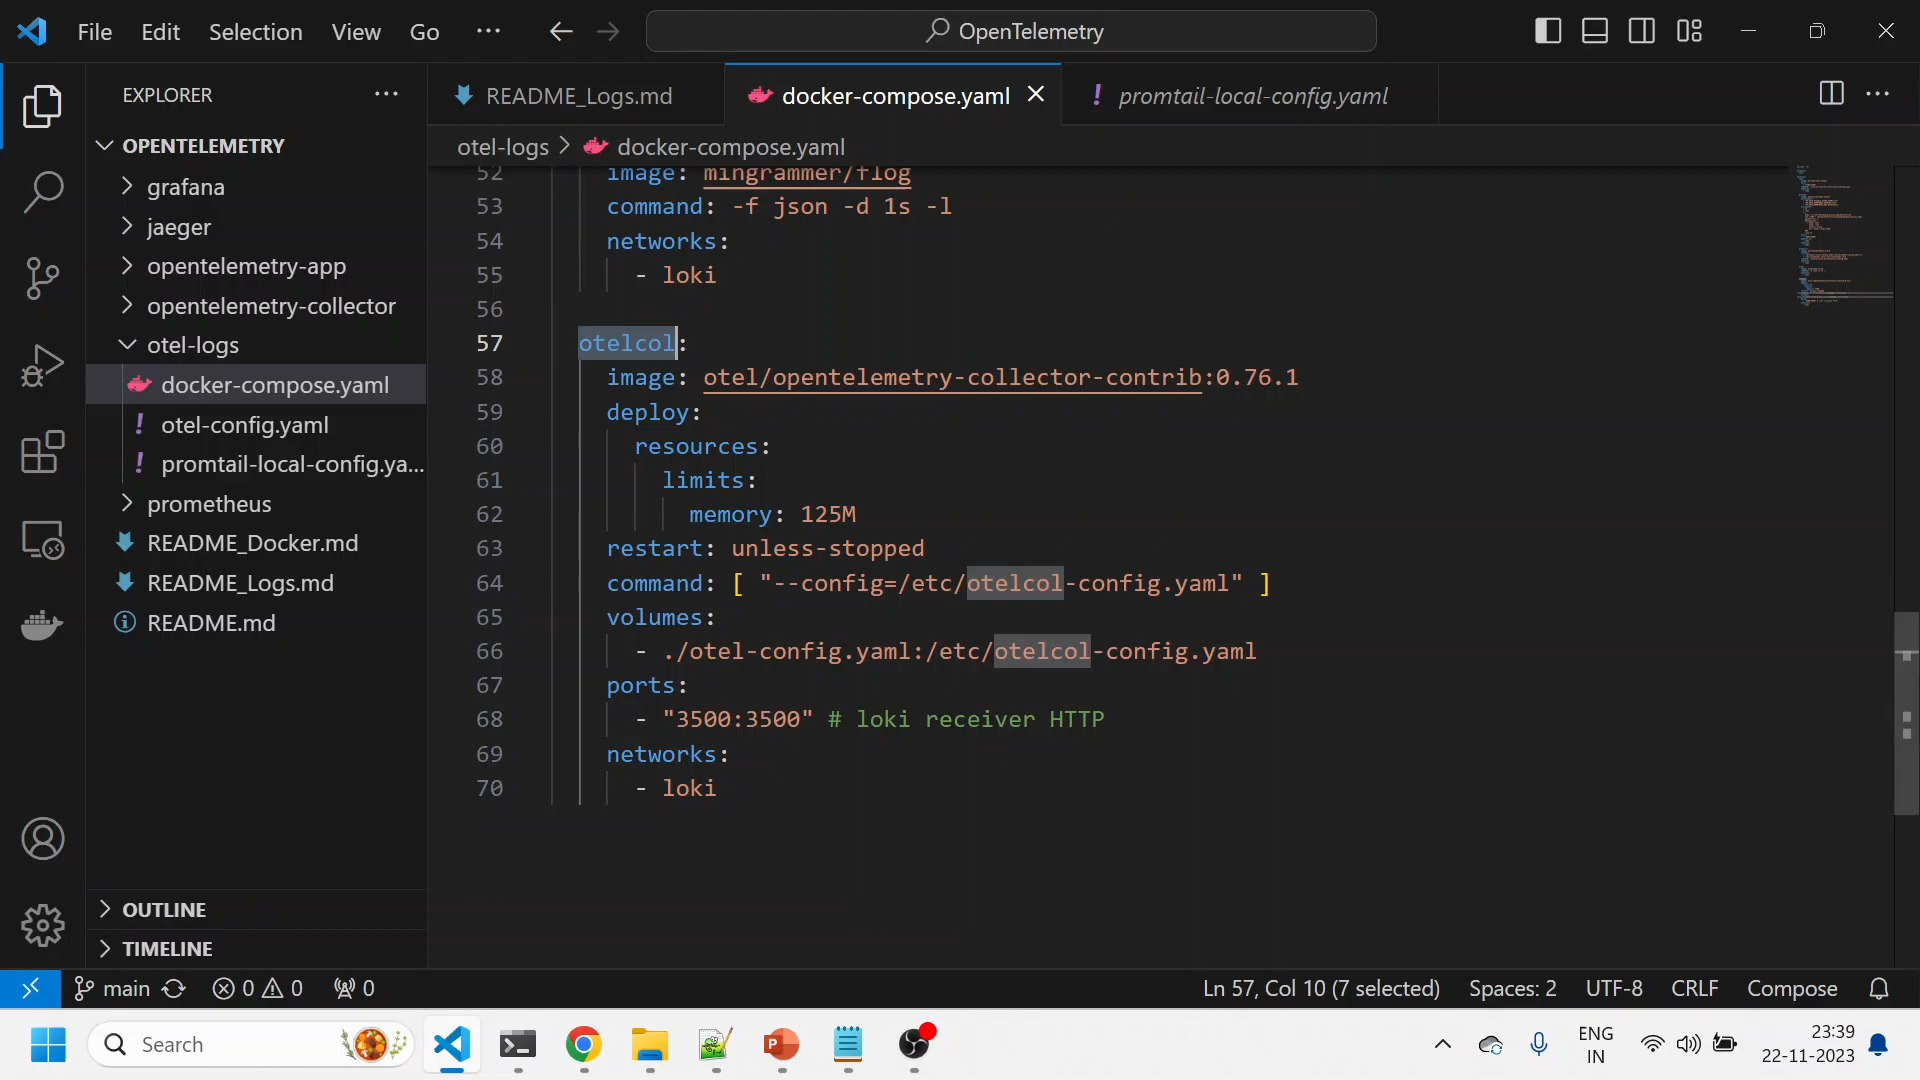 File Edit Selection View Go ··· OpenTelemetry
EXPLORER ···
README_Logs.md docker-compose.yaml promtail-local-config.yaml
OPENTELEMETRY
otel-logs > docker-compose.yaml
grafana
jaeger
opentelemetry-app
opentelemetry-collector
otel-logs
docker-compose.yaml
otel-config.yaml
promtail-local-config.ya...
prometheus
README_Docker.md
README_Logs.md
README.md
OUTLINE
TIMELINE
52 image: mingrammer/flog
53 command: -f json -d 1s -l
54 networks:
55 - loki
56
57 otelcol:
58 image: otel/opentelemetry-collector-contrib:0.76.1
59 deploy:
60 resources:
61 limits:
62 memory: 125M
63 restart: unless-stopped
64 command: [ "--config=/etc/otelcol-config.yaml" ]
65 volumes:
66 - ./otel-config.yaml:/etc/otelcol-config.yaml
67 ports:
68 - "3500:3500" # loki receiver HTTP
69 networks:
70 - loki
main 0 0 0 Ln 57, Col 10 (7 selected) Spaces: 2 UTF-8 CRLF Compose
Search
ENG
IN
23:39
22-11-2023